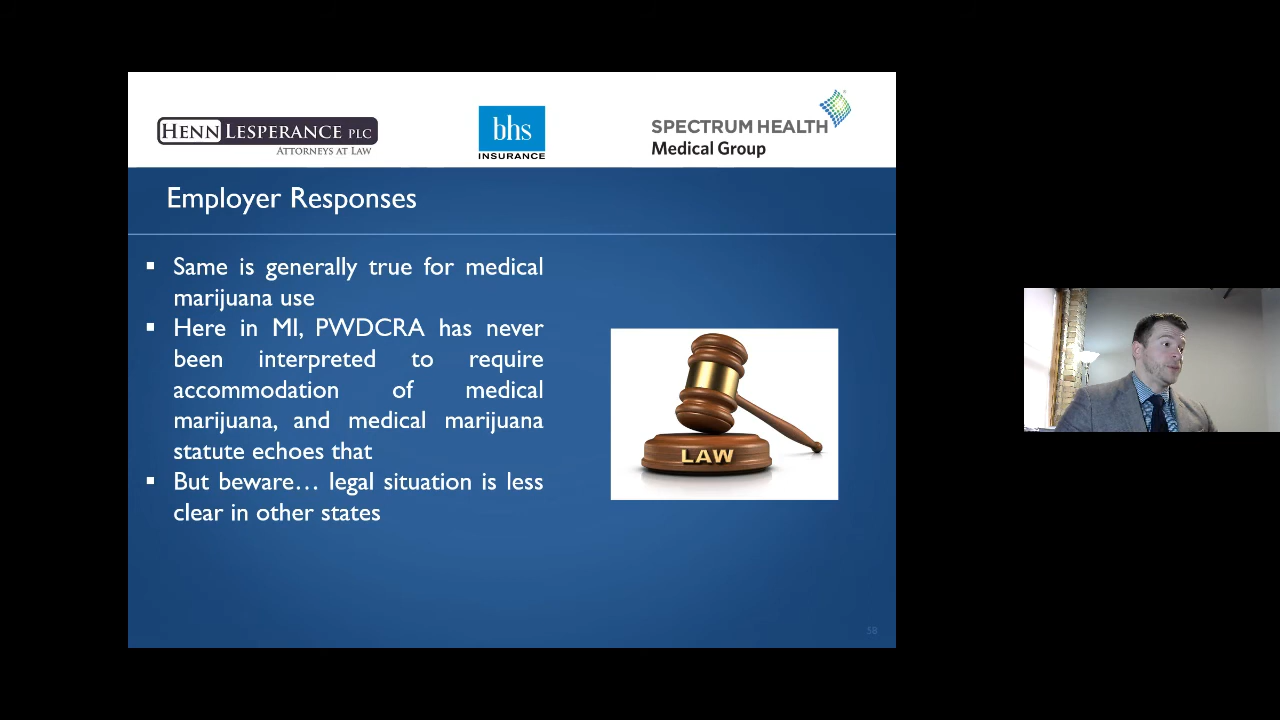 HENN LESPERANCE PLC
ATTORNEYS AT LAW
bhs
INSURANCE
SPECTRUM HEALTH
Medical Group
Employer Responses
Same is generally true for medical
marijuana use
Here in MI, PWDCRA has never
been interpreted to require
accommodation of medical
marijuana, and medical marijuana
statute echoes that
But beware... legal situation is less
clear in other states
LAW
58